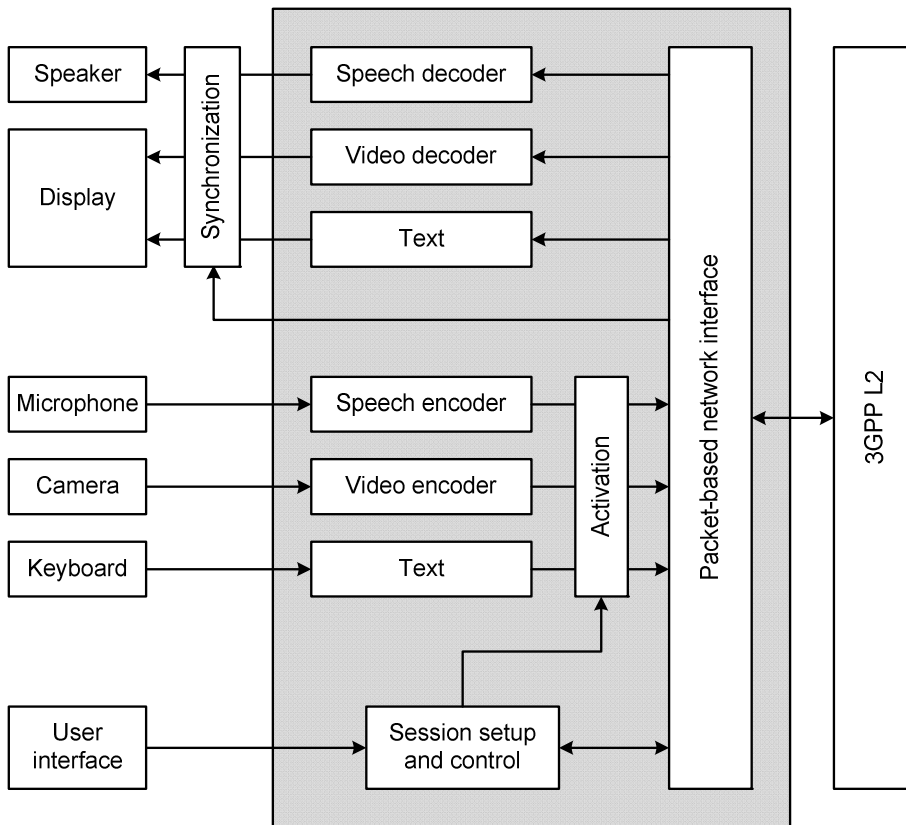 Speaker
Display
Synchronization
Speech decoder
Video decoder
Text
Microphone
Camera
Keyboard
Speech encoder
Video encoder
Text
Activation
User
interface
Session setup
and control
Packet-based network interface
3GPP L2